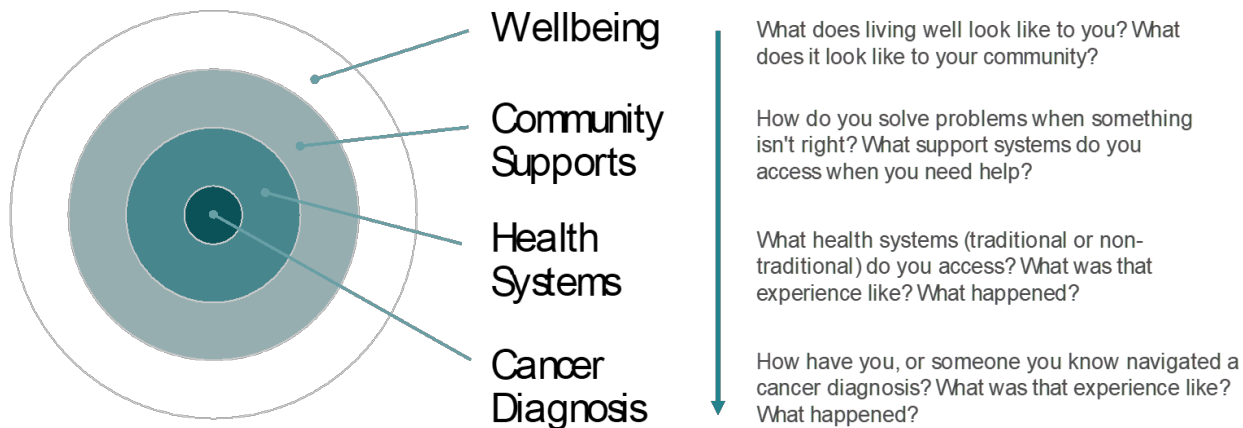 Wellbeing
What does living well look like to you? What
does it look like to your community?
Community
Supports
How do you solve problems when something
isn't right? What support systems do you
access when you need help?
Health
Systems
What health systems (traditional or non-
traditional) do you access? What was that
experience like? What happened?
Cancer
Diagnosis
How have you, or someone you know navigated a
cancer diagnosis? What was that experience like?
What happened?